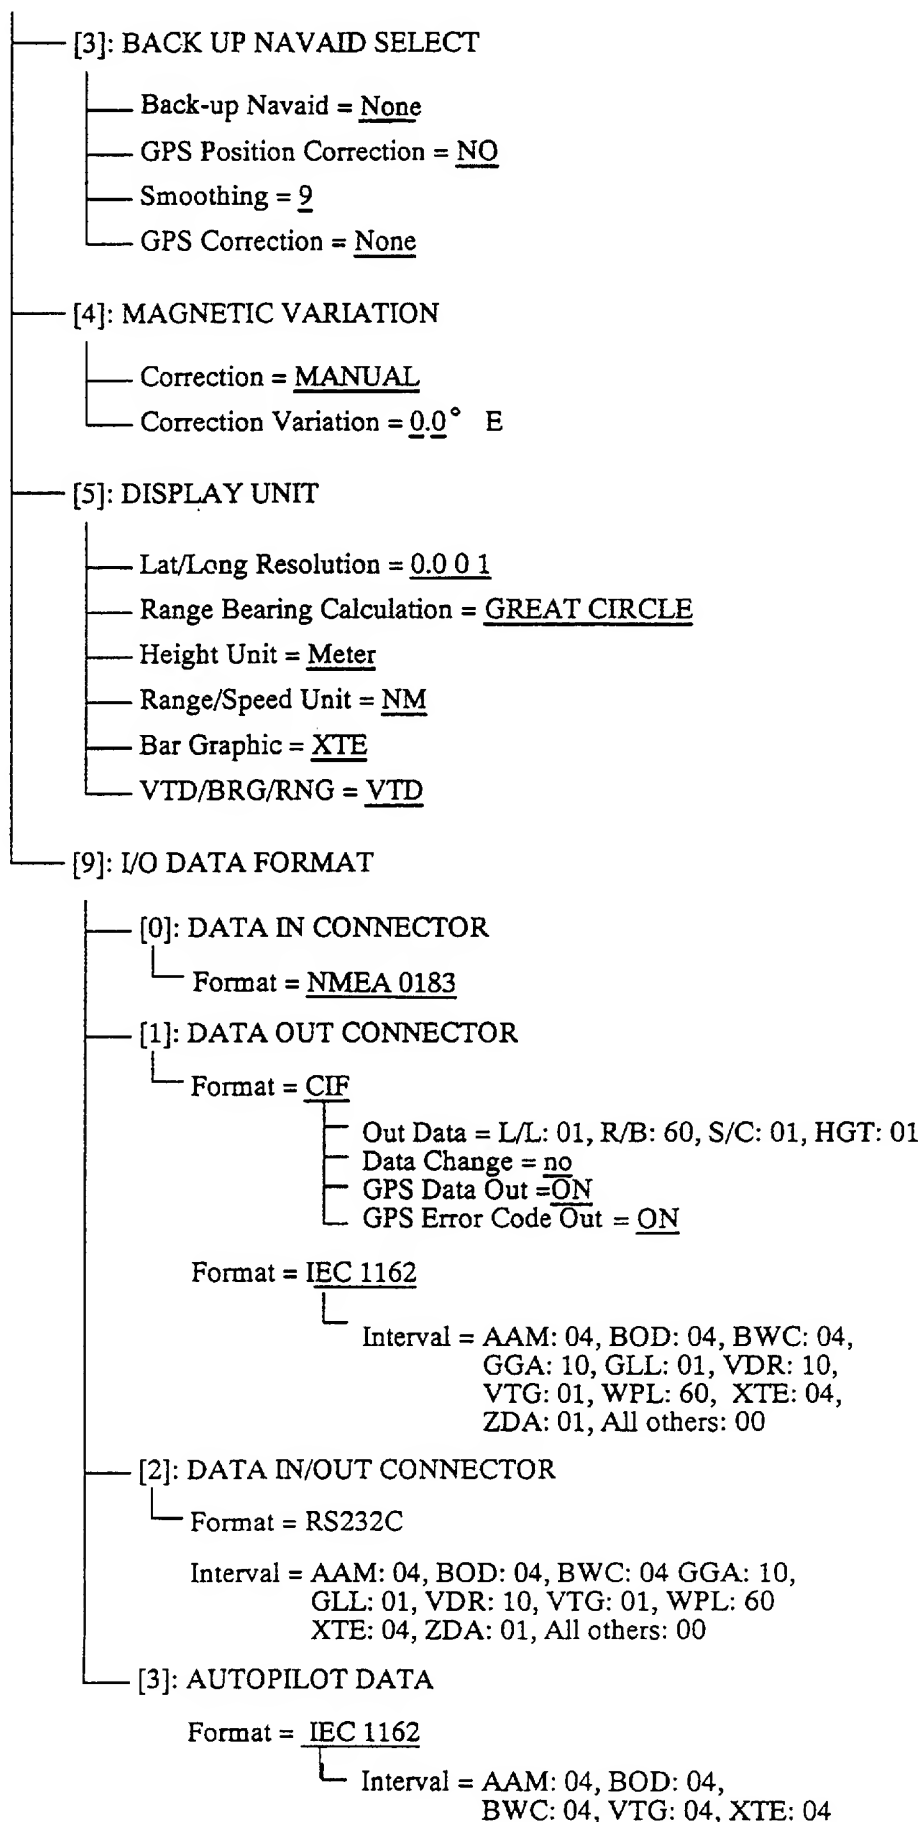 [3]: BACK UP NAVAID SELECT
Back-up Navaid = None
GPS Position Correction = NO
Smoothing = 9
GPS Correction = None
[4]: MAGNETIC VARIATION
Correction = MANUAL
Correction Variation = 0.0° E
[5]: DISPLAY UNIT
Lat/Long Resolution = 0.0 0 1
Range Bearing Calculation = GREAT CIRCLE
Height Unit = Meter
Range/Speed Unit = NM
Bar Graphic = XTE
VTD/BRG/RNG = VTD
[9]: I/O DATA FORMAT
[0]: DATA IN CONNECTOR
Format = NMEA 0183
[1]: DATA OUT CONNECTOR
Format = CIF
Out Data = L/L: 01, R/B: 60, S/C: 01, HGT: 01
Data Change = no
GPS Data Out =ON
GPS Error Code Out = ON
Format = IEC 1162
Interval = AAM: 04, BOD: 04, BWC: 04,
GGA: 10, GLL: 01, VDR: 10,
VTG: 01, WPL: 60, XTE: 04,
ZDA: 01, All others: 00
[2]: DATA IN/OUT CONNECTOR
Format = RS232C
Interval = AAM: 04, BOD: 04, BWC: 04 GGA: 10,
GLL: 01, VDR: 10, VTG: 01, WPL: 60
XTE: 04, ZDA: 01, All others: 00
[3]: AUTOPILOT DATA
Format = IEC 1162
Interval = AAM: 04, BOD: 04,
BWC: 04, VTG: 04, XTE: 04